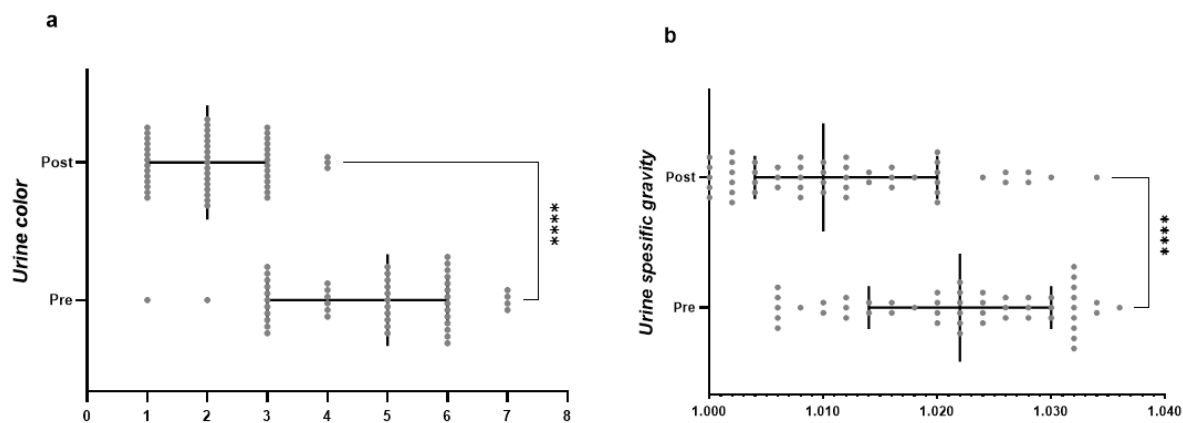 a
Urine color
Post
Pre
****
0 1 2 3 4 5 6 7 8
b
Urine spesific gravity
Post
Pre
****
1.000 1.010 1.020 1.030 1.040